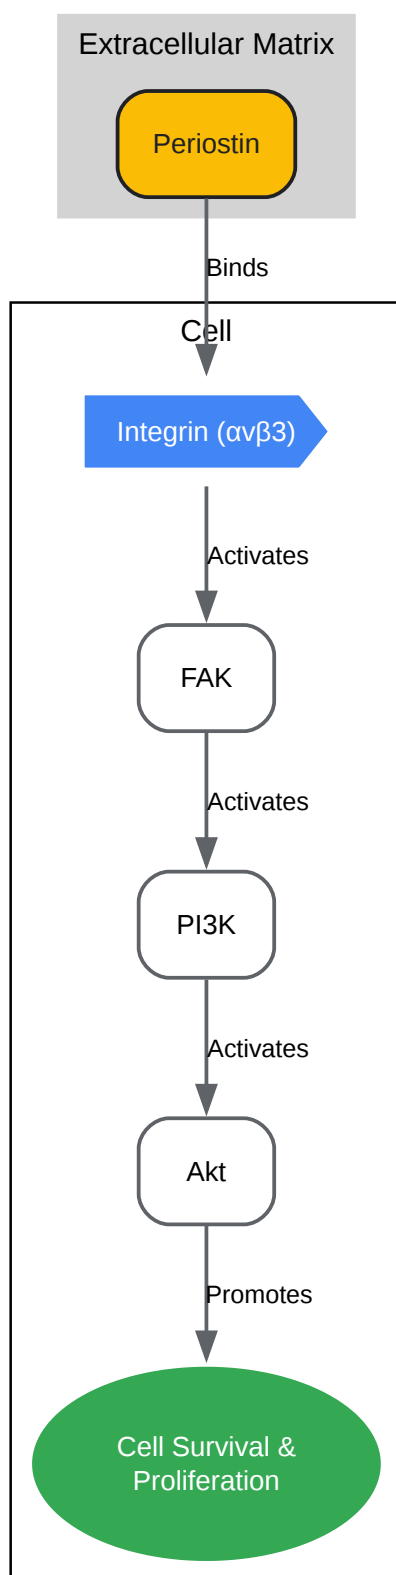 Extracellular Matrix
Periostin
Binds
Cell
Integrin (αvβ3)
Activates
FAK
Activates
PI3K
Activates
Akt
Promotes
Cell Survival &
Proliferation